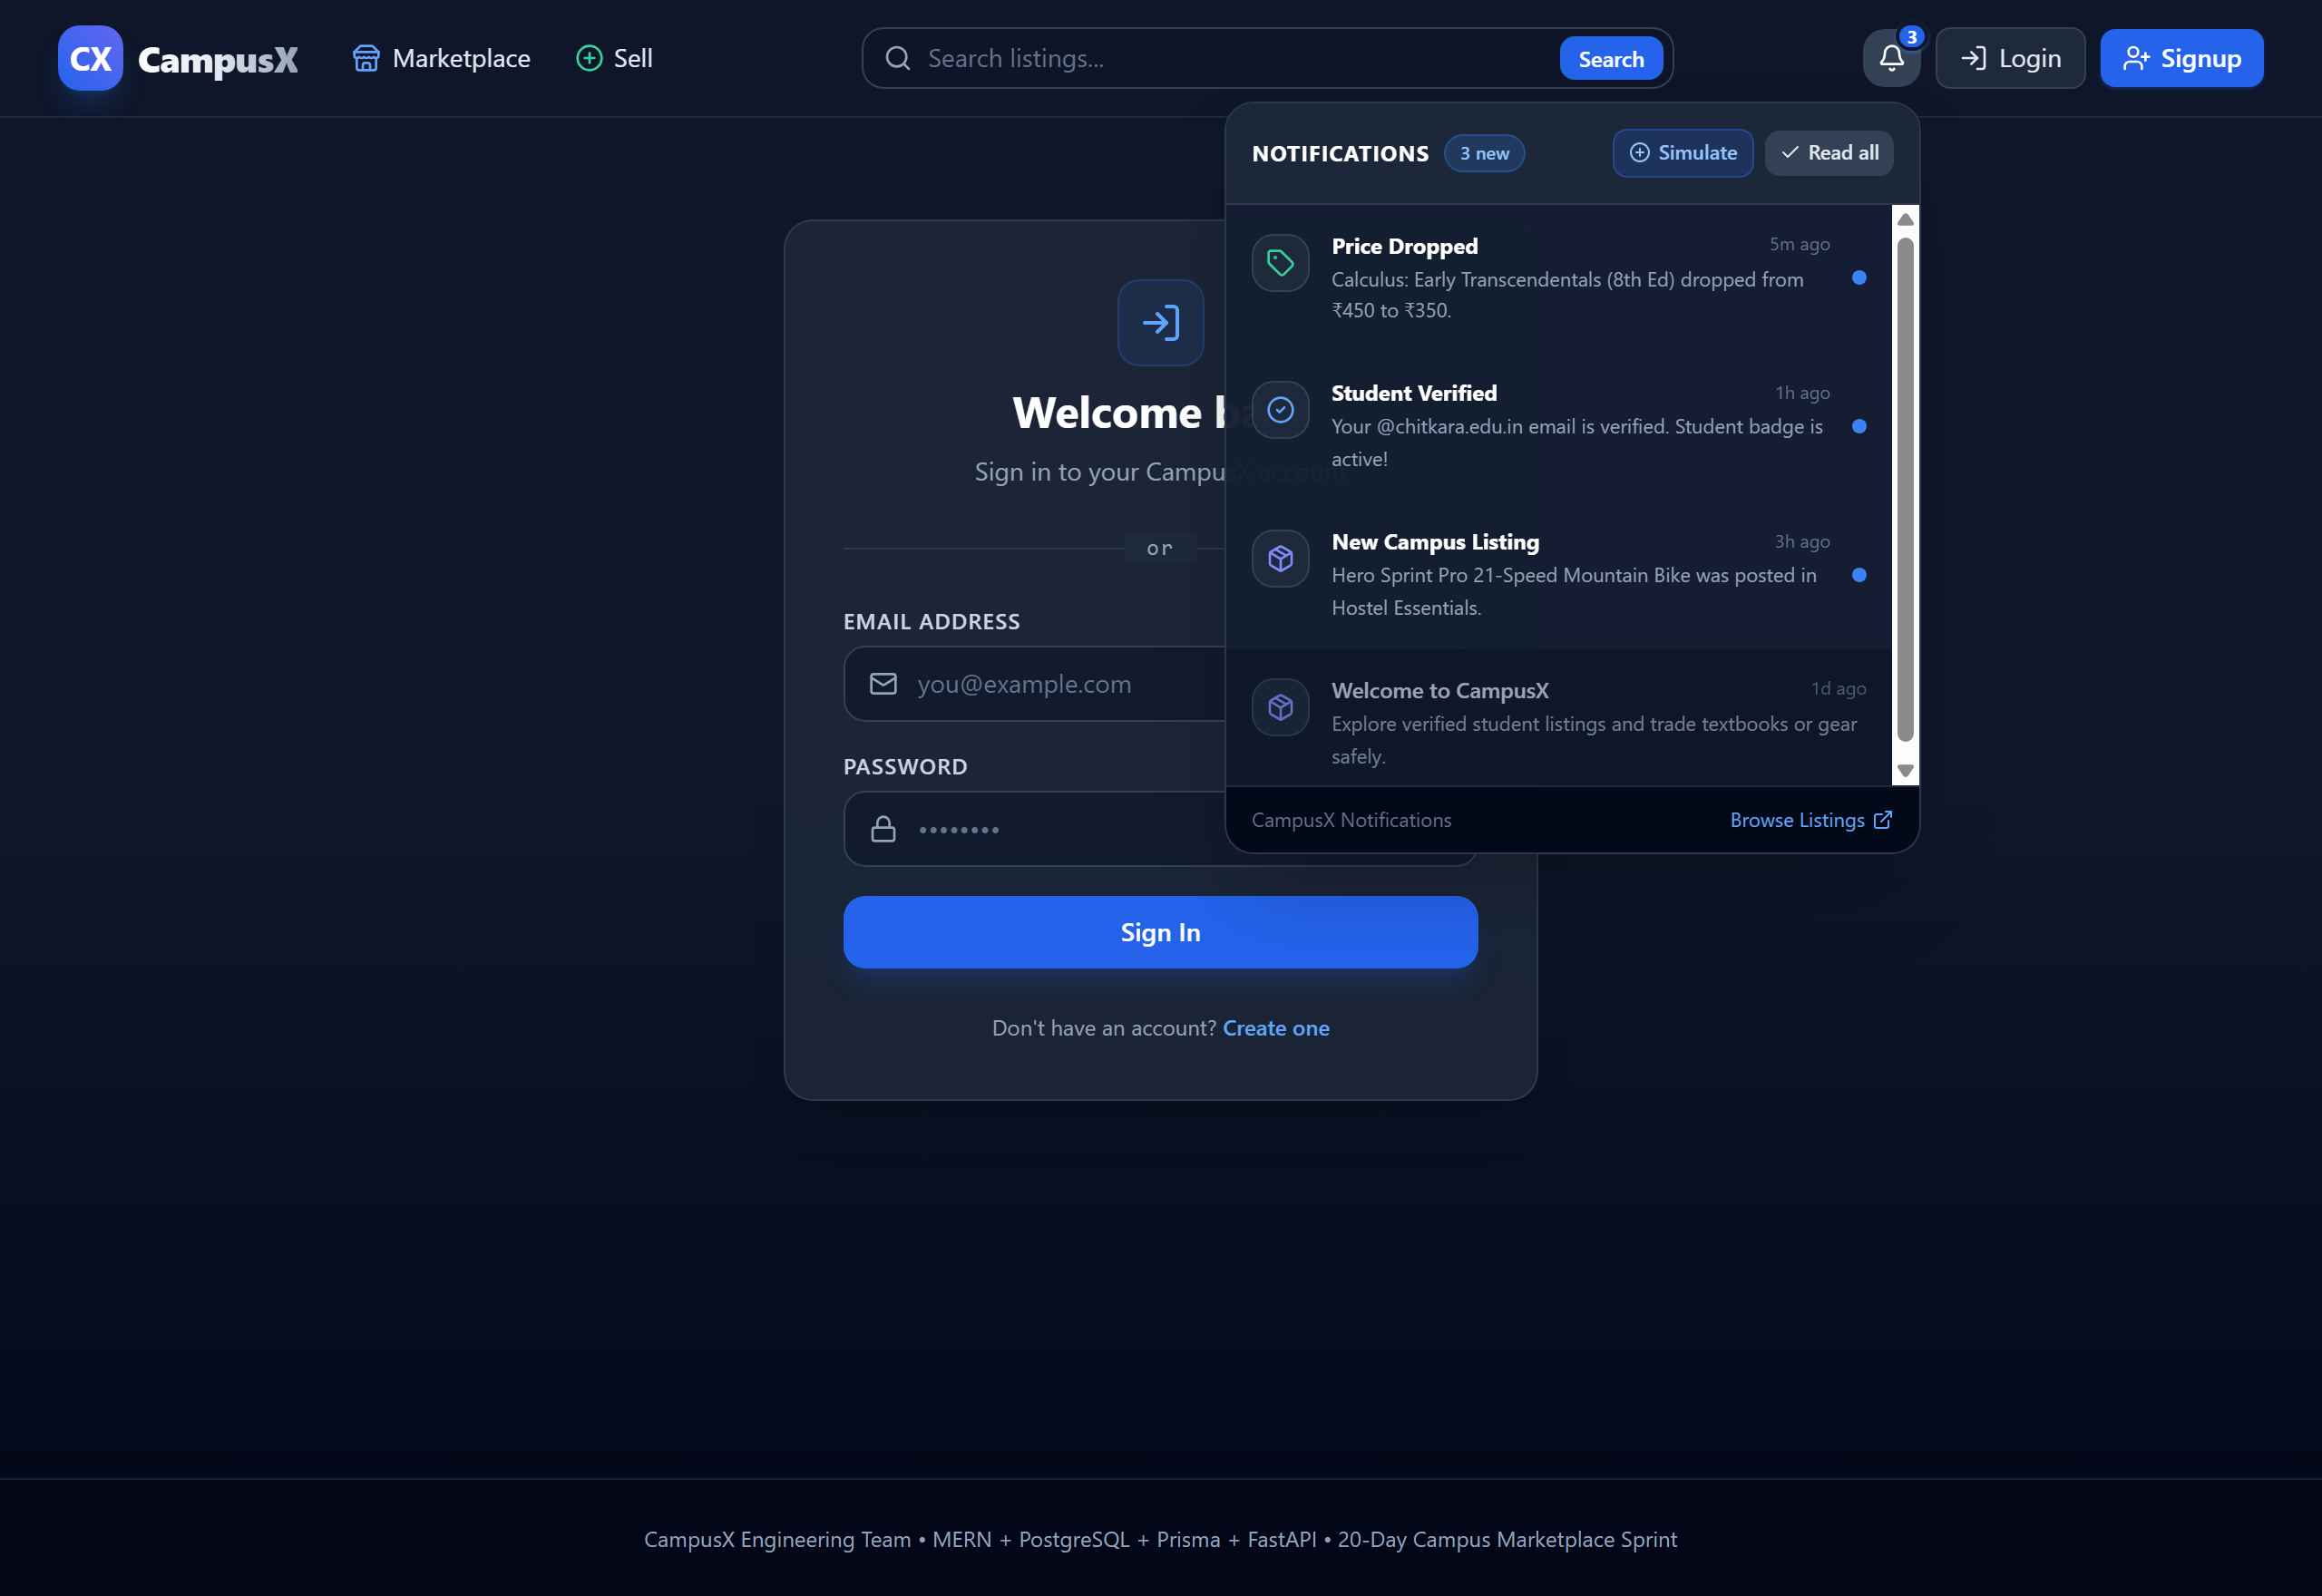 CX CampusX Marketplace Sell Search listings... Search 3 Login Signup
NOTIFICATIONS 3 new Simulate Read all
Price Dropped 5m ago
Calculus: Early Transcendentals (8th Ed) dropped from
₹450 to ₹350.
Student Verified 1h ago
Your @chitkara.edu.in email is verified. Student badge is
active!
New Campus Listing 3h ago
Hero Sprint Pro 21-Speed Mountain Bike was posted in
Hostel Essentials.
Welcome to CampusX 1d ago
Explore verified student listings and trade textbooks or gear
safely.
CampusX Notifications Browse Listings
Welcome ba
Sign in to your CampusX account
or
EMAIL ADDRESS
you@example.com
PASSWORD
••••••••
Sign In
Don't have an account? Create one
CampusX Engineering Team • MERN + PostgreSQL + Prisma + FastAPI • 20-Day Campus Marketplace Sprint